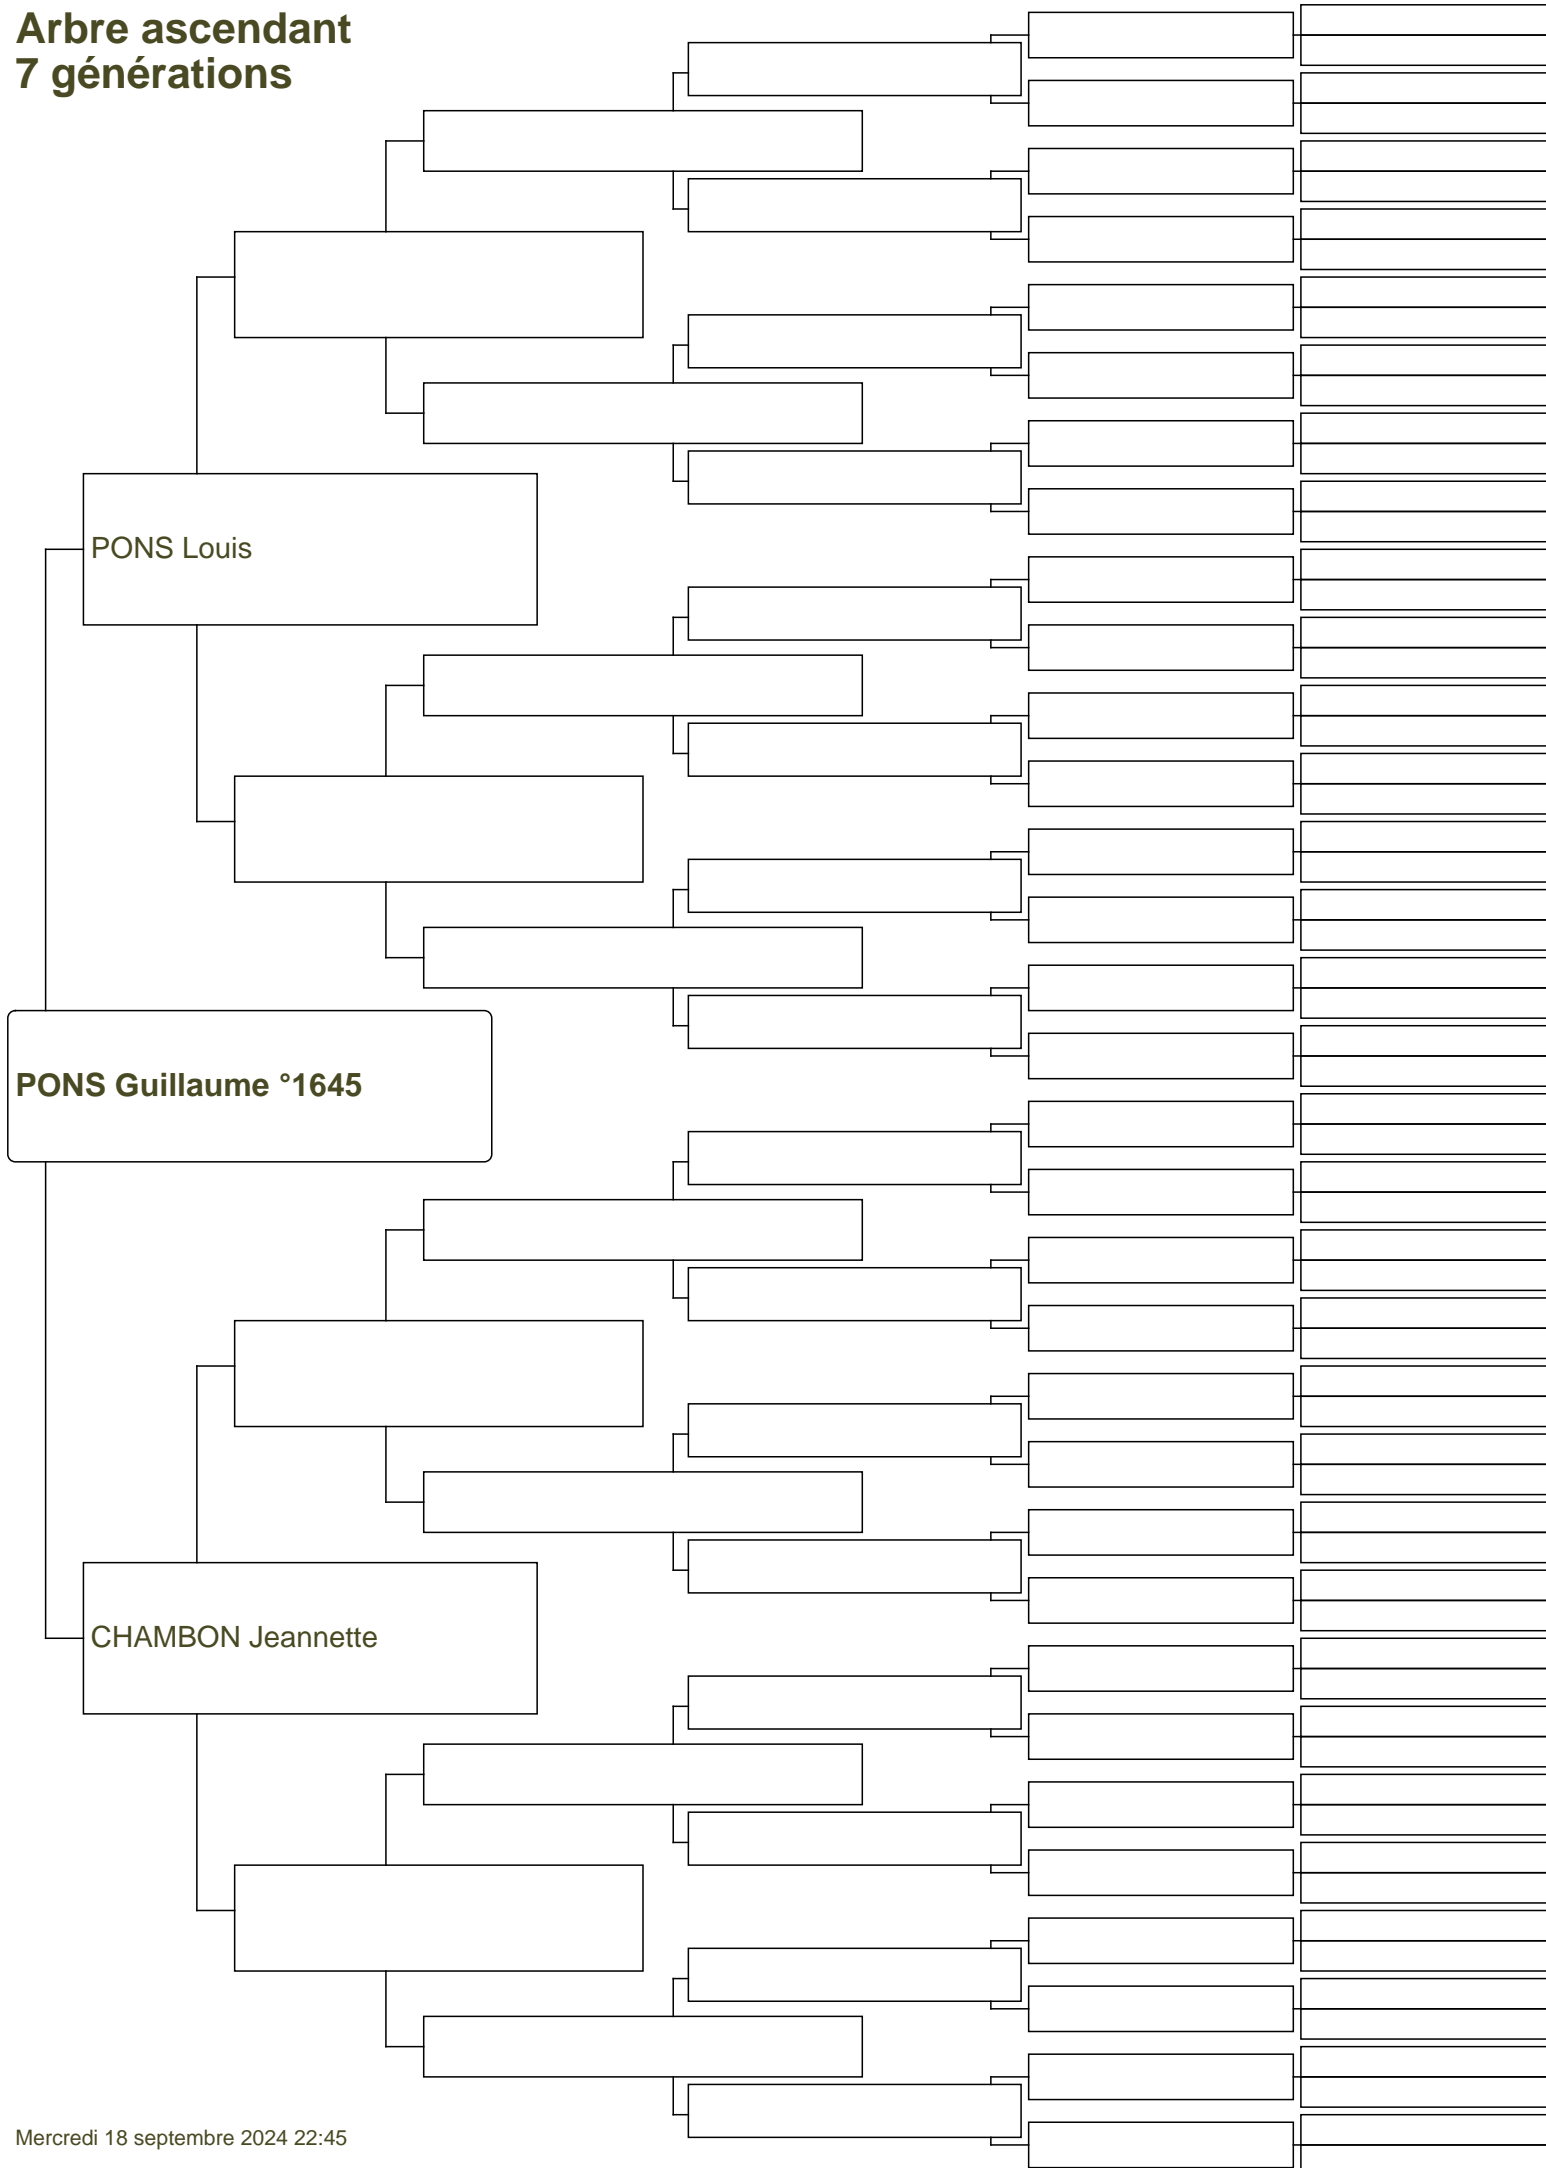 Arbre ascendant
7 générations
PONS Louis
PONS Guillaume °1645
CHAMBON Jeannette
Mercredi 18 septembre 2024 22:45